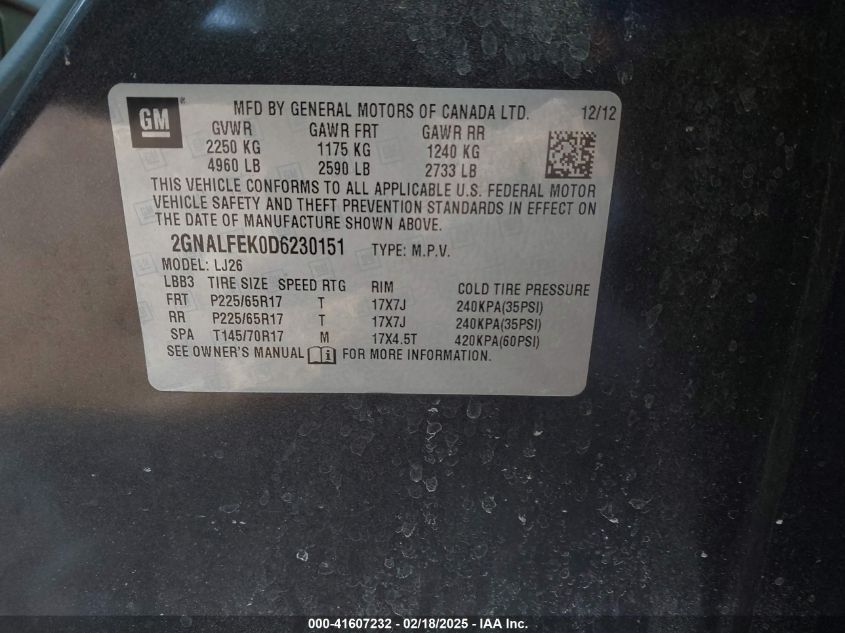 GM ® MFD BY GENERAL MOTORS OF CANADA LTD. 12/12
GVWR GAWR FRT GAWR RR
2250 KG 1175 KG 1240 KG
4960 LB 2590 LB 2733 LB
THIS VEHICLE CONFORMS TO ALL APPLICABLE U.S. FEDERAL MOTOR
VEHICLE SAFETY AND THEFT PREVENTION STANDARDS IN EFFECT ON
THE DATE OF MANUFACTURE SHOWN ABOVE.
2GNALFEK0D6230151 TYPE: M.P.V.
MODEL: LJ26
LBB3 TIRE SIZE SPEED RTG RIM COLD TIRE PRESSURE
FRT P225/65R17 T 17X7J 240KPA(35PSI)
RR P225/65R17 T 17X7J 240KPA(35PSI)
SPA T145/70R17 M 17X4.5T 420KPA(60PSI)
SEE OWNER'S MANUAL i FOR MORE INFORMATION.
000-41607232 - 02/18/2025 - IAA Inc.